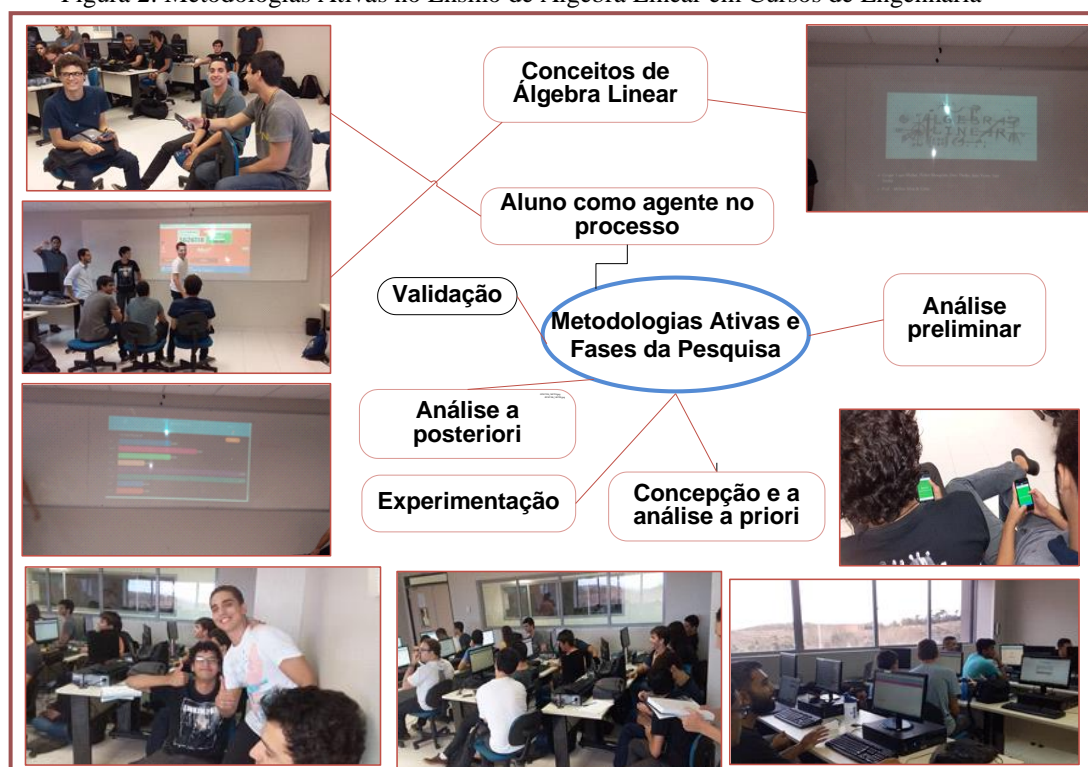 Figura 2: Metodologias Ativas no Ensino de Álgebra Linear em Cursos de Engenharia
Conceitos de
Álgebra Linear
ALGEBRA
LINEAR
Aluno como agente no
processo
Validação
Metodologias Ativas e
Fases da Pesquisa
Análise
preliminar
Análise a
posteriori
Experimentação
Concepção e a
análise a priori